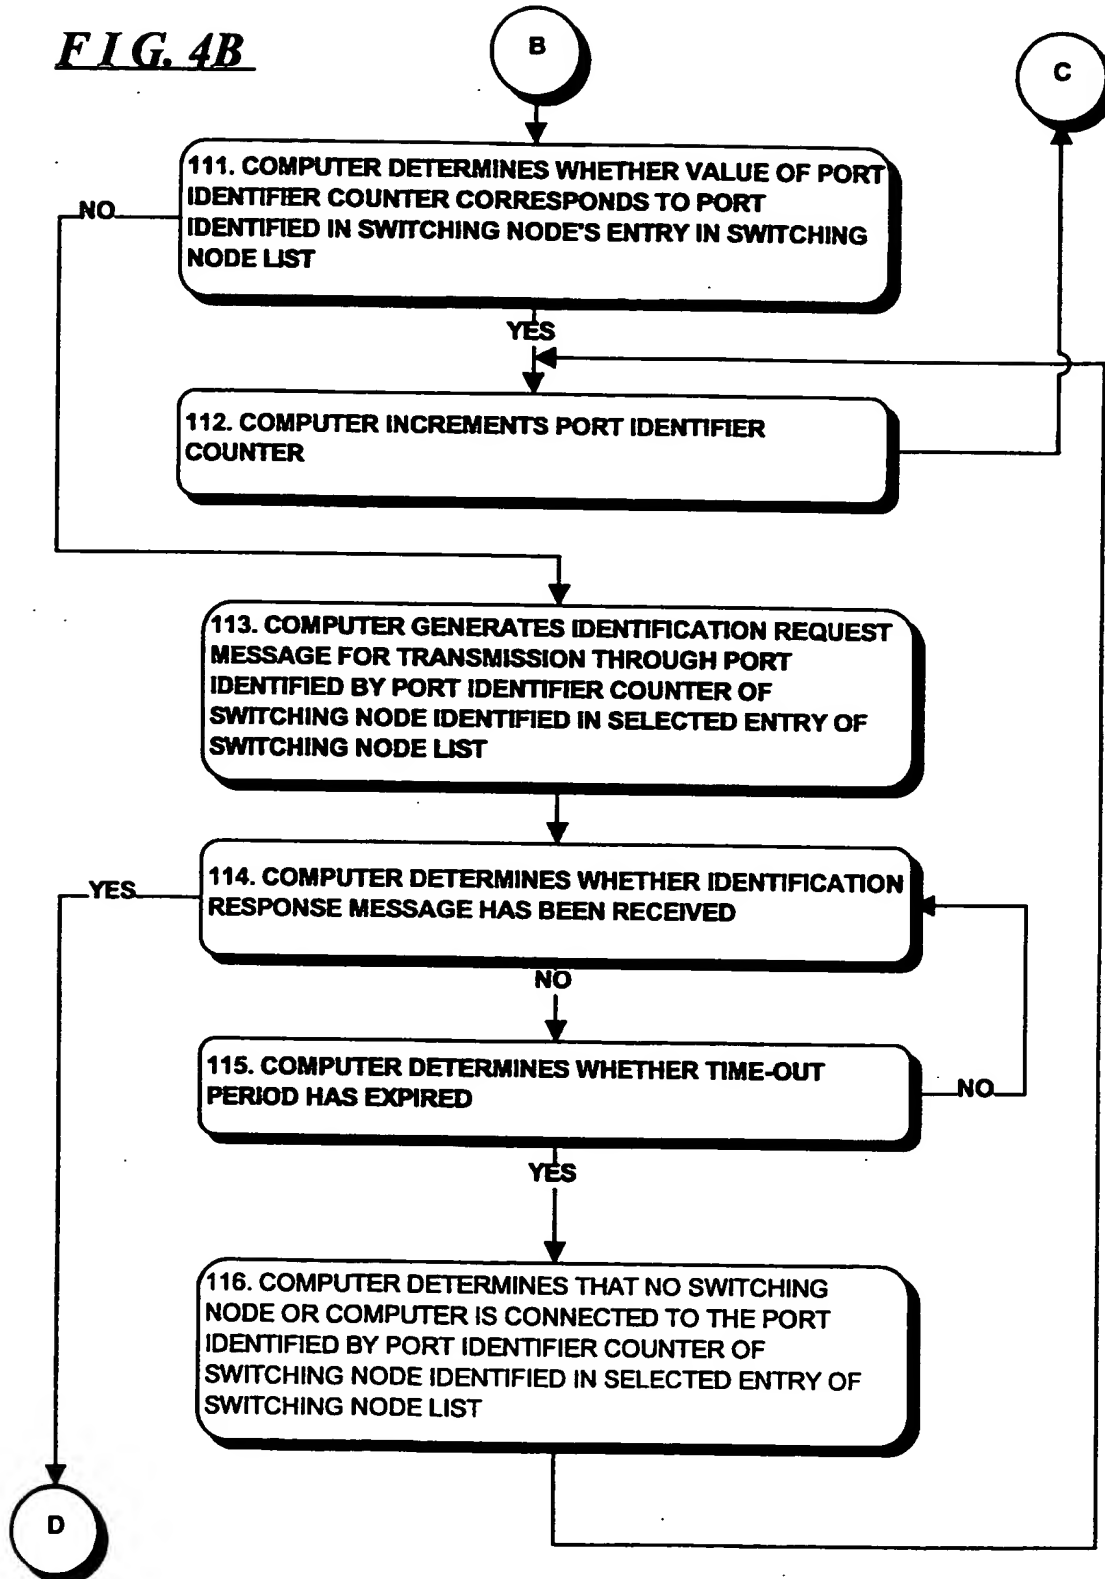 FIG. 4B
B
C
111. COMPUTER DETERMINES WHETHER VALUE OF PORT
IDENTIFIER COUNTER CORRESPONDS TO PORT
IDENTIFIED IN SWITCHING NODE'S ENTRY IN SWITCHING
NODE LIST
NO
YES
112. COMPUTER INCREMENTS PORT IDENTIFIER
COUNTER
113. COMPUTER GENERATES IDENTIFICATION REQUEST
MESSAGE FOR TRANSMISSION THROUGH PORT
IDENTIFIED BY PORT IDENTIFIER COUNTER OF
SWITCHING NODE IDENTIFIED IN SELECTED ENTRY OF
SWITCHING NODE LIST
114. COMPUTER DETERMINES WHETHER IDENTIFICATION
RESPONSE MESSAGE HAS BEEN RECEIVED
YES
NO
115. COMPUTER DETERMINES WHETHER TIME-OUT
PERIOD HAS EXPIRED
NO
YES
116. COMPUTER DETERMINES THAT NO SWITCHING
NODE OR COMPUTER IS CONNECTED TO THE PORT
IDENTIFIED BY PORT IDENTIFIER COUNTER OF
SWITCHING NODE IDENTIFIED IN SELECTED ENTRY OF
SWITCHING NODE LIST
D